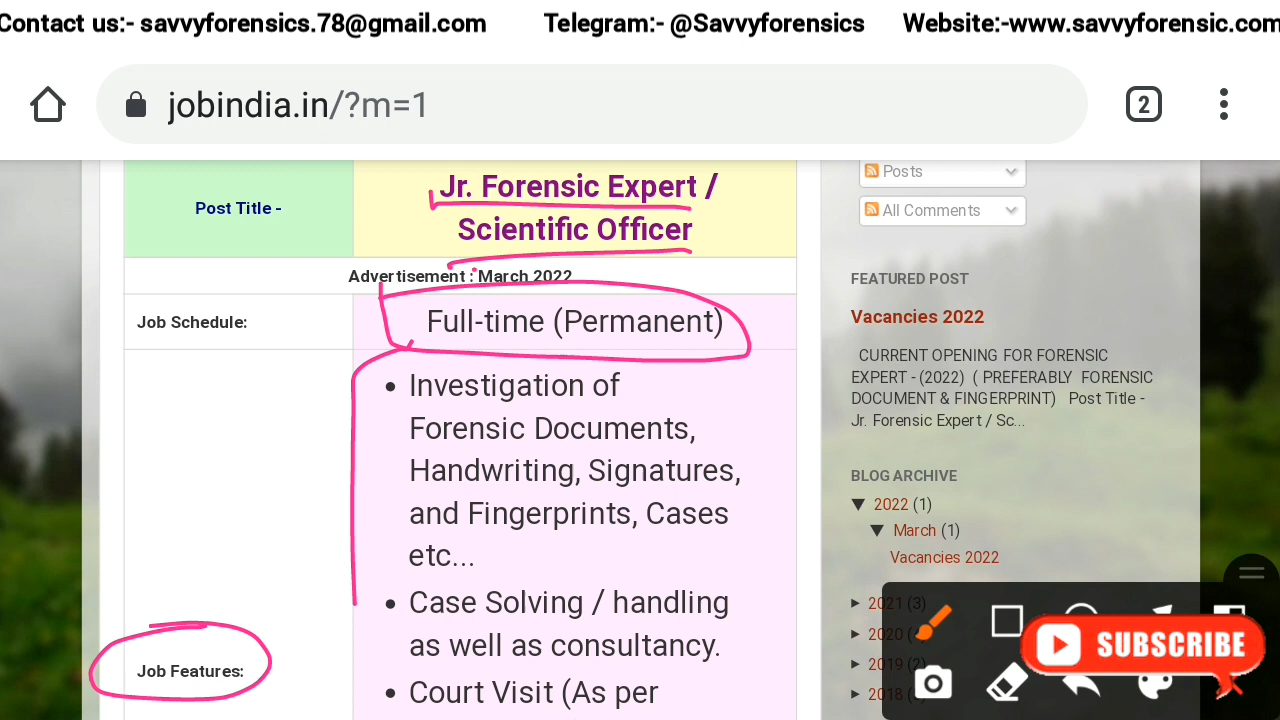 Contact us:- savvyforensics.78@gmail.com Telegram:- @Savvyforensics Website:-www.savvyforensic.com
jobindia.in/?m=1
2
Post Title -
Jr. Forensic Expert /
Scientific Officer
Advertisement : March 2022
Job Schedule:
Full-time (Permanent)
Job Features:
• Investigation of
Forensic Documents,
Handwriting, Signatures,
and Fingerprints, Cases
etc...
• Case Solving / handling
as well as consultancy.
• Court Visit (As per
Posts
All Comments
FEATURED POST
Vacancies 2022
CURRENT OPENING FOR FORENSIC
EXPERT - (2022) ( PREFERABLY FORENSIC
DOCUMENT & FINGERPRINT) Post Title -
Jr. Forensic Expert / Sc...
BLOG ARCHIVE
▼ 2022 (1)
▼ March (1)
Vacancies 2022
► 2021 (3)
► 2020
► 2019 (2)
► 2018
SUBSCRIBE